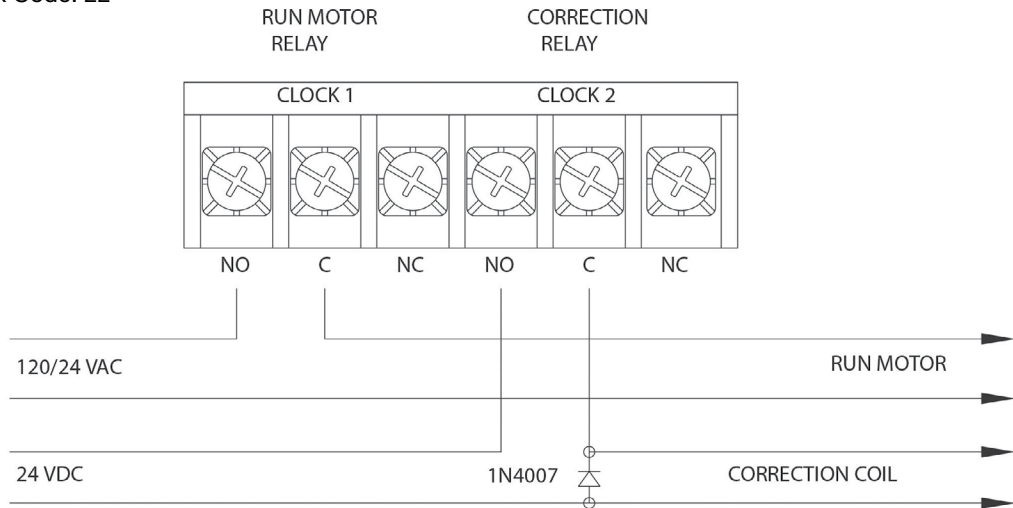 RUN MOTOR
RELAY
CORRECTION
RELAY
CLOCK 1
CLOCK 2
NO C NC NO C NC
120/24 VAC
RUN MOTOR
24 VDC
1N4007
CORRECTION COIL